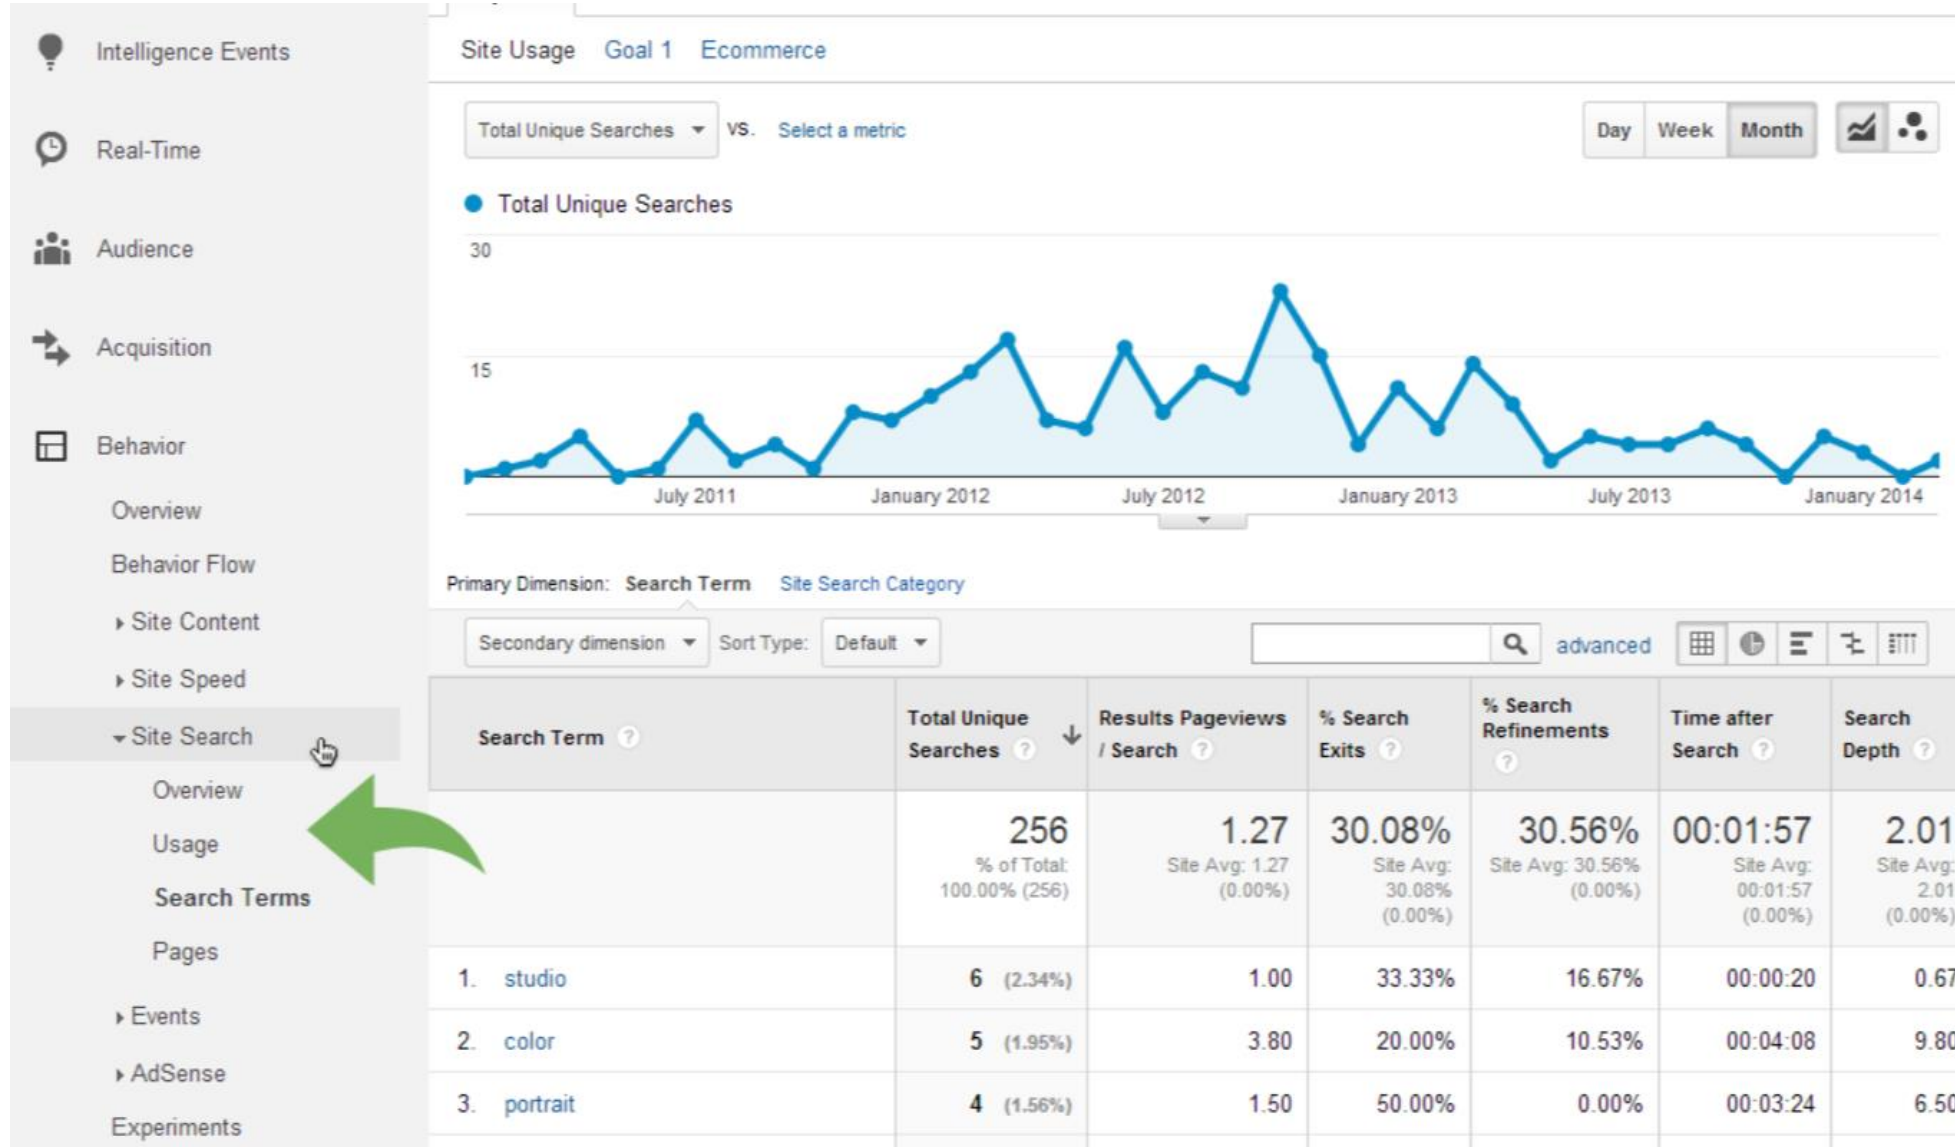 Intelligence Events
Real-Time
Audience
Acquisition
Behavior
Overview
Behavior Flow
Site Content
Site Speed
Site Search
Overview
Usage
Search Terms
Pages
Events
AdSense
Experiments
Site Usage Goal 1 Ecommerce
Total Unique Searches VS. Select a metric Day Week Month
Total Unique Searches
30
15
July 2011 January 2012 July 2012 January 2013 July 2013 January 2014
Primary Dimension: Search Term Site Search Category
Secondary dimension Sort Type: Default advanced
Search Term ?
Total Unique
Searches ?
Results Pageviews
/ Search ?
% Search
Exits ?
% Search
Refinements
?
Time after
Search ?
Search
Depth ?
256
% of Total:
100.00% (256)
1.27
Site Avg: 1.27
(0.00%)
30.08%
Site Avg:
30.08%
(0.00%)
30.56%
Site Avg: 30.56%
(0.00%)
00:01:57
Site Avg:
00:01:57
(0.00%)
2.01
Site Avg:
2.01
(0.00%)
1. studio 6 (2.34%) 1.00 33.33% 16.67% 00:00:20 0.67
2. color 5 (1.95%) 3.80 20.00% 10.53% 00:04:08 9.80
3. portrait 4 (1.56%) 1.50 50.00% 0.00% 00:03:24 6.50